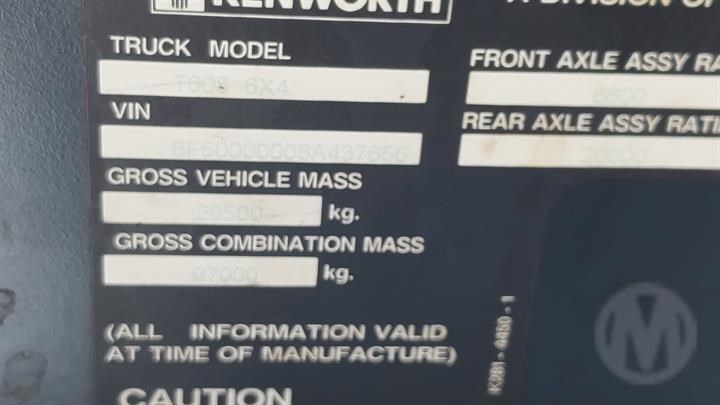 KENWORTH
A DIVISION OF
TRUCK MODEL
T608 6X4
VIN
6F50000008A437656
GROSS VEHICLE MASS
26500 kg.
GROSS COMBINATION MASS
97000 kg.
FRONT AXLE ASSY RA
6600
REAR AXLE ASSY RATI
20900
(ALL INFORMATION VALID
AT TIME OF MANUFACTURE)
K281 - 4450 - 1
CAUTION
M